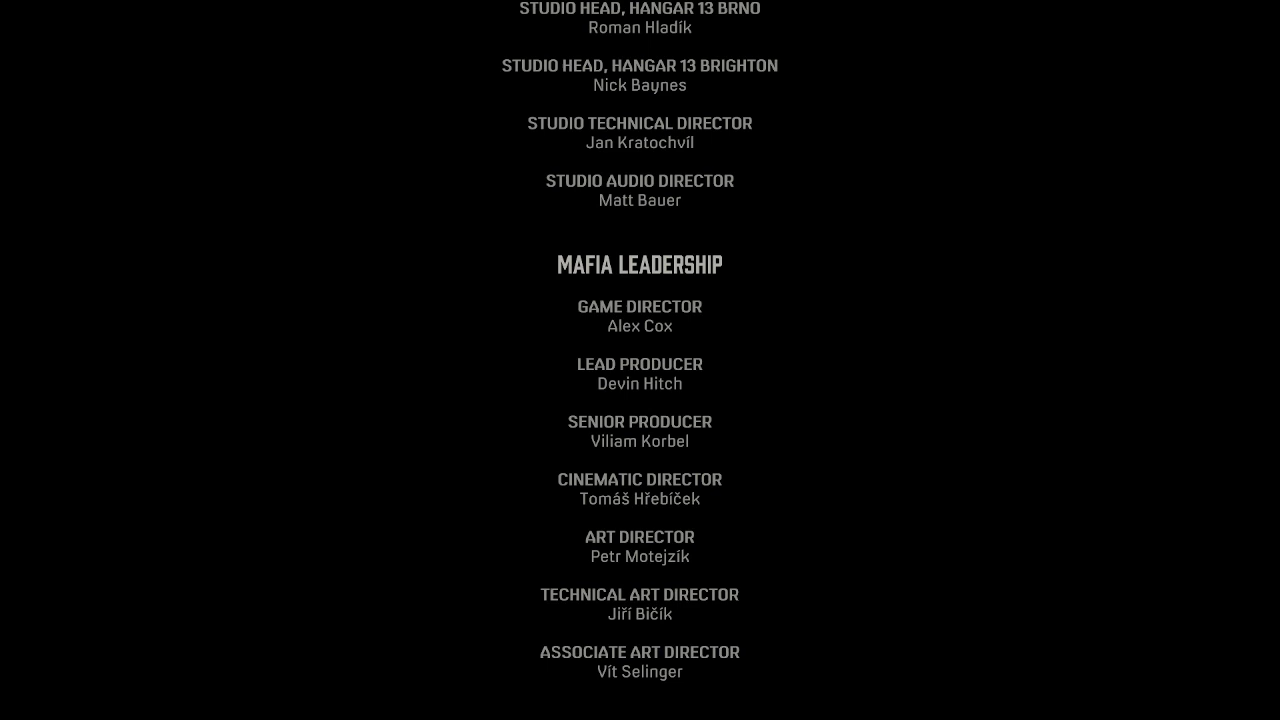 STUDIO HEAD, HANGAR 13 BRNO
Roman Hladík
STUDIO HEAD, HANGAR 13 BRIGHTON
Nick Baynes
STUDIO TECHNICAL DIRECTOR
Jan Kratochvíl
STUDIO AUDIO DIRECTOR
Matt Bauer
MAFIA LEADERSHIP
GAME DIRECTOR
Alex Cox
LEAD PRODUCER
Devin Hitch
SENIOR PRODUCER
Viliam Korbel
CINEMATIC DIRECTOR
Tomáš Hřebíček
ART DIRECTOR
Petr Motejzík
TECHNICAL ART DIRECTOR
Jiří Bičík
ASSOCIATE ART DIRECTOR
Vít Selinger